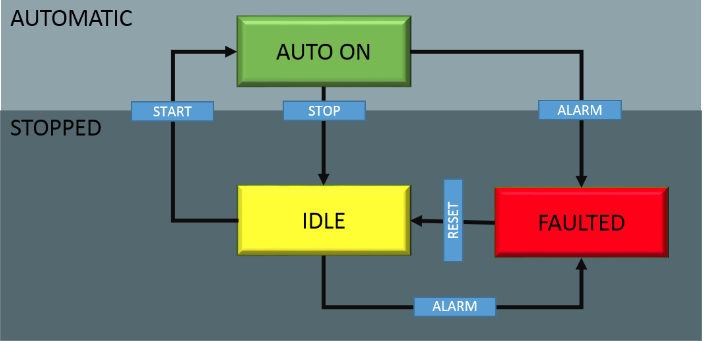 AUTOMATIC
AUTO ON
START
STOP
ALARM
STOPPED
IDLE
RESET
FAULTED
ALARM